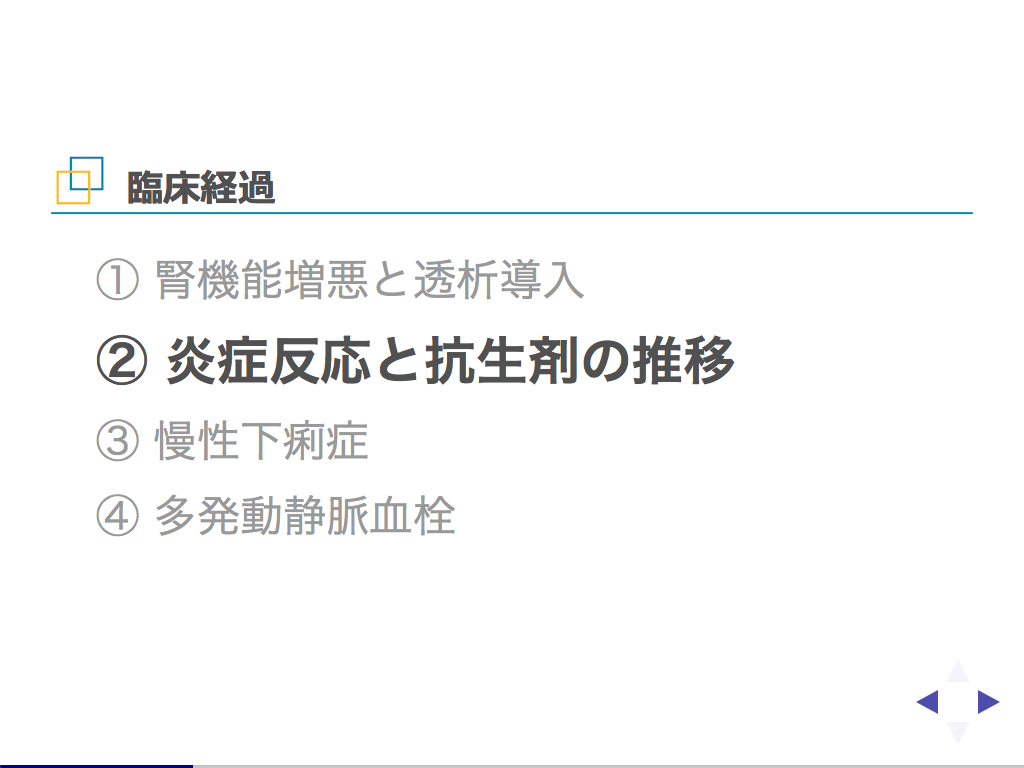 臨床経過
① 腎機能増悪と透析導入
② 炎症反応と抗生剤の推移
③ 慢性下痢症
④ 多発動静脈血栓